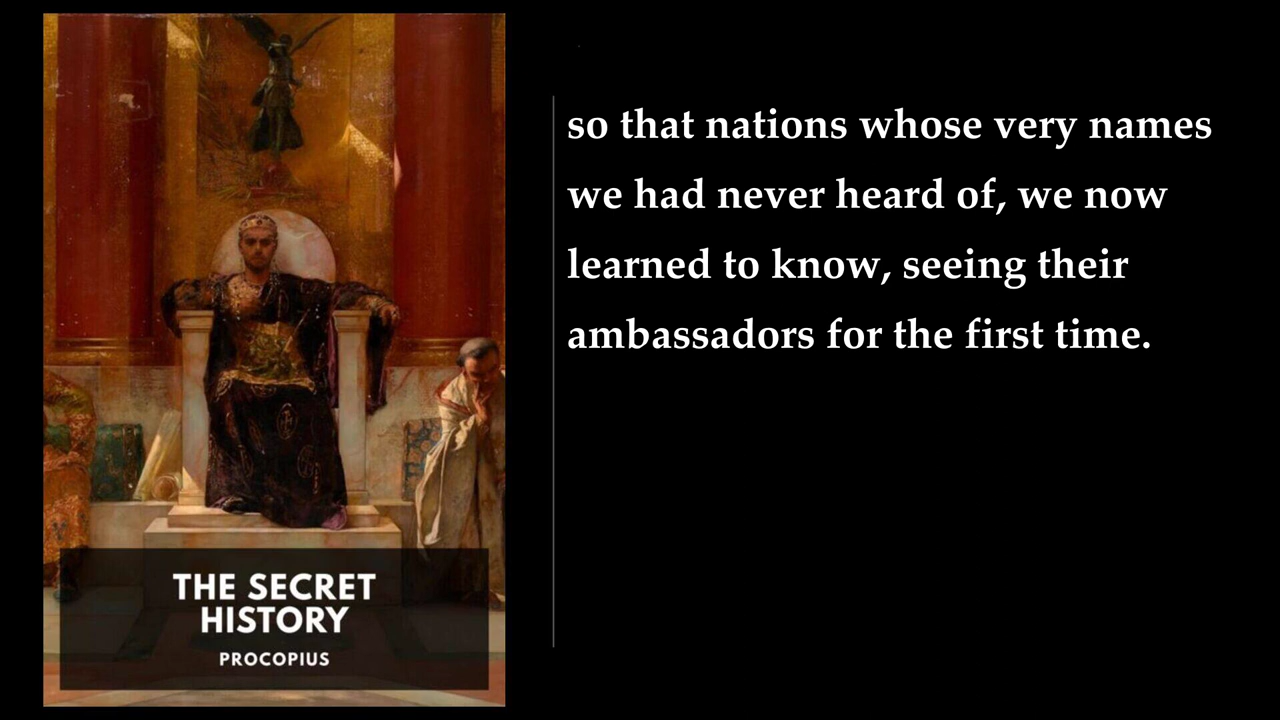 THE SECRET
HISTORY
PROCOPIUS
so that nations whose very names
we had never heard of, we now
learned to know, seeing their
ambassadors for the first time.